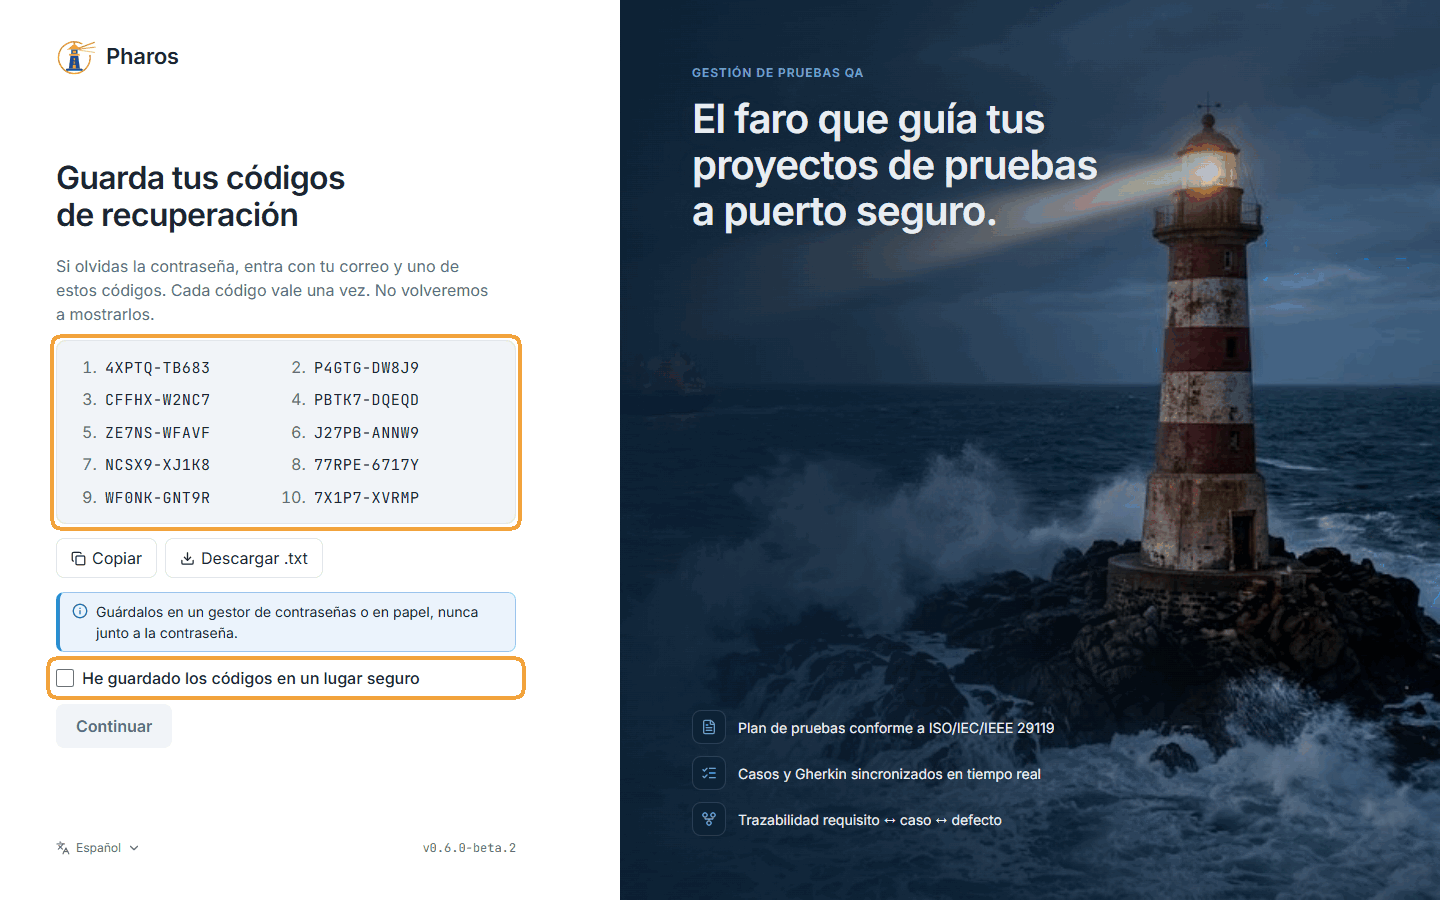 Pharos
Guarda tus códigos
de recuperación
Si olvidas la contraseña, entra con tu correo y uno de
estos códigos. Cada código vale una vez. No volveremos
a mostrarlos.
1. 4XPTQ-TB683
2. P4GTG-DW8J9
3. CFFHX-W2NC7
4. PBTK7-DQEQD
5. ZE7NS-WFAVF
6. J27PB-ANNW9
7. NCSX9-XJ1K8
8. 77RPE-6717Y
9. WF0NK-GNT9R
10. 7X1P7-XVRMP
Copiar
Descargar .txt
Guárdalos en un gestor de contraseñas o en papel, nunca
junto a la contraseña.
He guardado los códigos en un lugar seguro
Continuar
Español
v0.6.0-beta.2
GESTIÓN DE PRUEBAS QA
El faro que guía tus
proyectos de pruebas
a puerto seguro.
Plan de pruebas conforme a ISO/IEC/IEEE 29119
Casos y Gherkin sincronizados en tiempo real
Trazabilidad requisito ↔ caso ↔ defecto